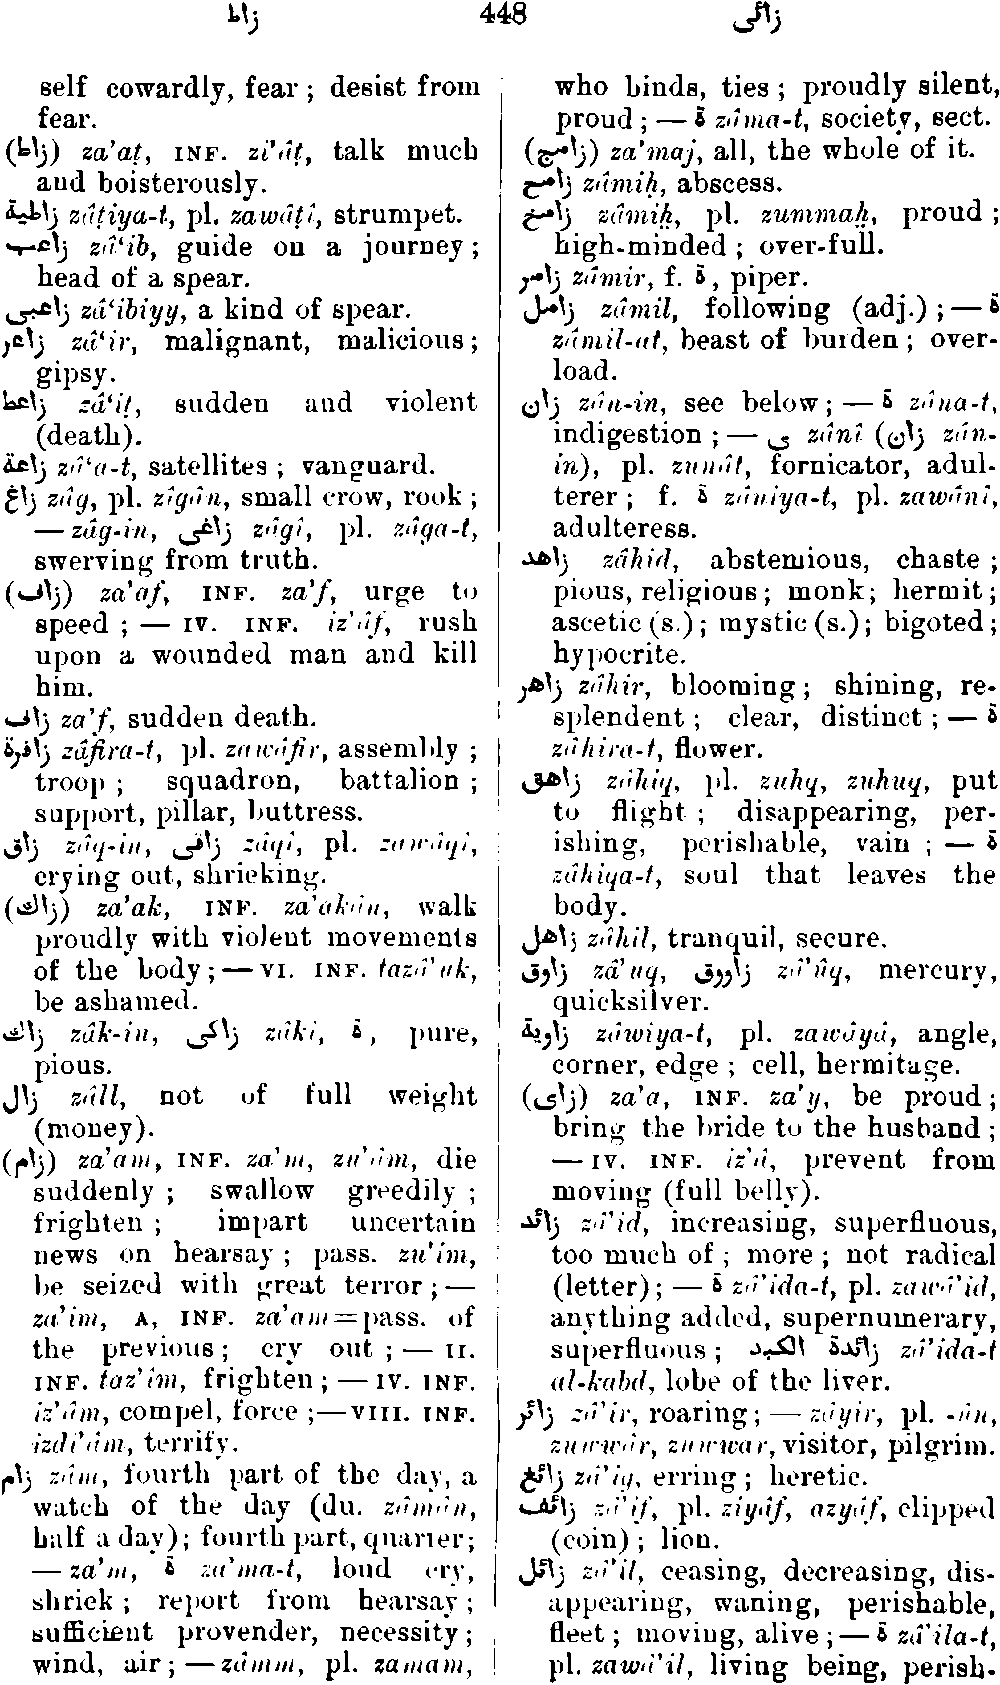 زاط 448 زائى
self cowardly, fear ; desist from
fear.
(زاط) za’aṭ, INF. zi’âṭ, talk much
and boisterously.
زاطية zâṭiya-t, pl. zawâṭî, strumpet.
زاعب zâ‘ib, guide on a journey ;
head of a spear.
زاعبى zâ‘ibiyy, a kind of spear.
زاعر zâ‘ir, malignant, malicious ;
gipsy.
زاعط zâ‘iṭ, sudden and violent
(death).
زاعة zâ‘a-t, satellites ; vanguard.
زاغ zâg, pl. zîgân, small crow, rook ;
— zâg-in, زاغى zâgî, pl. zâga-t,
swerving from truth.
(زاف) za’af, INF. za’f, urge to
speed ; — IV. INF. iz’âf, rush
upon a wounded man and kill
him.
زاف za’f, sudden death.
زافرة zâfira-t, pl. zawâfir, assembly ;
troop ; squadron, battalion ;
support, pillar, buttress.
زاق zâq-in, زاقى zâqî, pl. zawâqî,
crying out, shrieking.
(زاك) za’ak, INF. za’akân, walk
proudly with violent movements
of the body ; — VI. INF. tazâ’uk,
be ashamed.
زاك zâk-in, زاكى zâkî, ة, pure,
pious.
زال zâll, not of full weight
(money).
(زام) za’am, INF. za’m, zu’âm, die
suddenly ; swallow greedily ;
frighten ; impart uncertain
news on hearsay ; pass. zu’im,
be seized with great terror ; —
za’im, A, INF. za’am = pass. of
the previous ; cry out ; — II.
INF. taz’îm, frighten ; — IV. INF.
iz’âm, compel, force ; — VIII. INF.
izdi’âm, terrify.
زام zâm, fourth part of the day, a
watch of the day (du. zâmân,
half a day) ; fourth part, quarter ;
— za’m, ة za’ma-t, loud cry,
shriek ; report from hearsay ;
sufficient provender, necessity ;
wind, air ; — zâmm, pl. zamam,
who binds, ties ; proudly silent,
proud ; — ة zâma-t, society, sect.
(زامج) za’maj, all, the whole of it.
زامح zâmiḥ, abscess.
زامخ zâmiḫ, pl. zummaḫ, proud ;
high-minded ; over-full.
زامر zâmir, f. ة, piper.
زامل zâmil, following (adj.) ; — ة
zâmil-at, beast of burden ; over-
load.
زان zân-in, see below ; — ة zâna-t,
indigestion ; — ى zânî (زان zân-
in), pl. zunât, fornicator, adul-
terer ; f. ة zâniya-t, pl. zawânî,
adulteress.
زاهد zâhid, abstemious, chaste ;
pious, religious ; monk ; hermit ;
ascetic (s.) ; mystic (s.) ; bigoted ;
hypocrite.
زاهر zâhir, blooming ; shining, re-
splendent ; clear, distinct ; — ة
zâhira-t, flower.
زاهق zâhiq, pl. zuhq, zuhuq, put
to flight ; disappearing, per-
ishing, perishable, vain ; — ة
zâhiqa-t, soul that leaves the
body.
زاهل zâhil, tranquil, secure.
زاوق zâ’uq, زاووق zâ’ûq, mercury,
quicksilver.
زاوية zâwiya-t, pl. zawâyâ, angle,
corner, edge ; cell, hermitage.
(زاى) za’a, INF. za’y, be proud ;
bring the bride to the husband ;
— IV. INF. iz’â, prevent from
moving (full belly).
زائد zâ’id, increasing, superfluous,
too much of ; more ; not radical
(letter) ; — ة zâ’ida-t, pl. zawâ’id,
anything added, supernumerary,
superfluous ; زائدة الكبد zâ’ida-t
al-kabd, lobe of the liver.
زائر zâ’ir, roaring ; — zâyir, pl. -ûn,
zuwwâr, zuwwar, visitor, pilgrim.
زائغ zâ’ig, erring ; heretic.
زائف zâ’if, pl. ziyâf, azyâf, clipped
(coin) ; lion.
زائل zâ’il, ceasing, decreasing, dis-
appearing, waning, perishable,
fleet ; moving, alive ; — ة zâ’ila-t,
pl. zawâ’il, living being, perish-